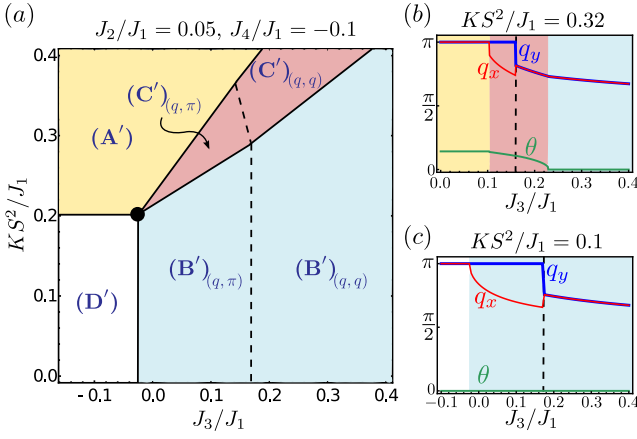 (a) J₂/J₁ = 0.05, J₄/J₁ = −0.1
KS²/J₁
0.4
0.3
0.2
0.1
0.0
(A′)
(C′)(q, π)
(C′)(q, q)
(D′)
(B′)(q, π)
(B′)(q, q)
−0.1 0.0 0.1 0.2 0.3 0.4
J₃/J₁
(b) KS²/J₁ = 0.32
π
π/2
0
qₓ
q_y
θ
0.0 0.1 0.2 0.3 0.4
J₃/J₁
(c) KS²/J₁ = 0.1
π
π/2
0
qₓ
q_y
θ
−0.1 0.0 0.1 0.2 0.3 0.4
J₃/J₁